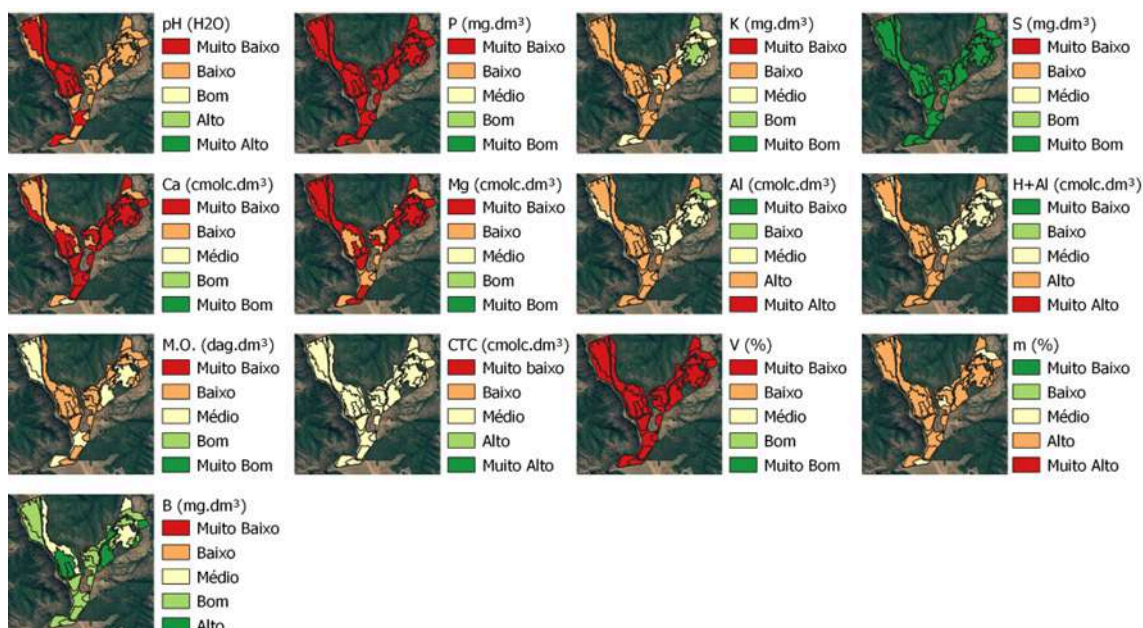 pH (H2O)
Muito Baixo
Baixo
Bom
Alto
Muito Alto
P (mg.dm³)
Muito Baixo
Baixo
Médio
Bom
Muito Bom
K (mg.dm³)
Muito Baixo
Baixo
Médio
Bom
Muito Bom
S (mg.dm³)
Muito Baixo
Baixo
Médio
Bom
Muito Bom
Ca (cmolc.dm³)
Muito Baixo
Baixo
Médio
Bom
Muito Bom
Mg (cmolc.dm³)
Muito Baixo
Baixo
Médio
Bom
Muito Bom
Al (cmolc.dm³)
Muito Baixo
Baixo
Médio
Alto
Muito Alto
H+Al (cmolc.dm³)
Muito Baixo
Baixo
Médio
Alto
Muito Alto
M.O. (dag.dm³)
Muito Baixo
Baixo
Médio
Bom
Muito Bom
CTC (cmolc.dm³)
Muito baixo
Baixo
Médio
Alto
Muito Alto
V (%)
Muito Baixo
Baixo
Médio
Bom
Muito Bom
m (%)
Muito Baixo
Baixo
Médio
Alto
Muito Alto
B (mg.dm³)
Muito Baixo
Baixo
Médio
Bom
Alto